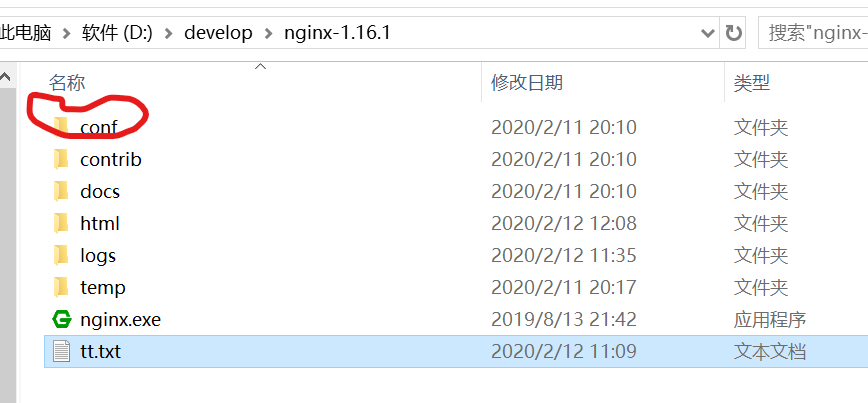 此电脑 > 软件 (D:) > develop > nginx-1.16.1 搜索"nginx-
名称 修改日期 类型
conf 2020/2/11 20:10 文件夹
contrib 2020/2/11 20:10 文件夹
docs 2020/2/11 20:10 文件夹
html 2020/2/12 12:08 文件夹
logs 2020/2/12 11:35 文件夹
temp 2020/2/11 20:17 文件夹
nginx.exe 2019/8/13 21:42 应用程序
tt.txt 2020/2/12 11:09 文本文档